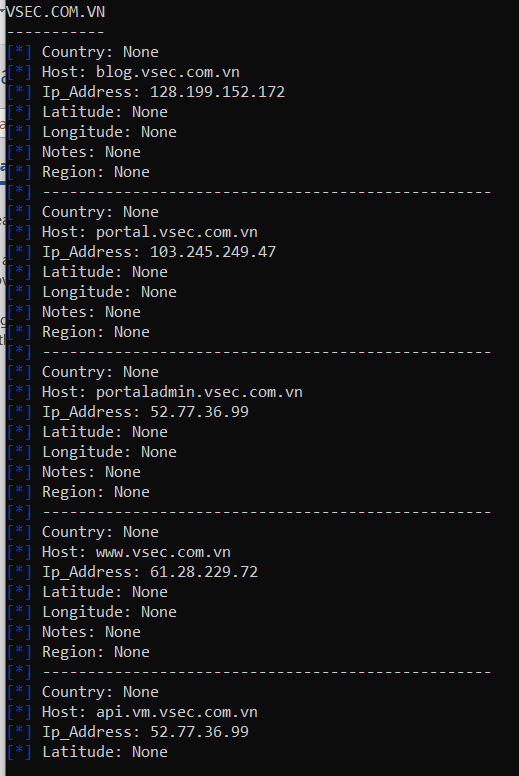 VSEC.COM.VN
-----------
[*] Country: None
[*] Host: blog.vsec.com.vn
[*] Ip_Address: 128.199.152.172
[*] Latitude: None
[*] Longitude: None
[*] Notes: None
[*] Region: None
[*] --------------------------------------------------
[*] Country: None
[*] Host: portal.vsec.com.vn
[*] Ip_Address: 103.245.249.47
[*] Latitude: None
[*] Longitude: None
[*] Notes: None
[*] Region: None
[*] --------------------------------------------------
[*] Country: None
[*] Host: portaladmin.vsec.com.vn
[*] Ip_Address: 52.77.36.99
[*] Latitude: None
[*] Longitude: None
[*] Notes: None
[*] Region: None
[*] --------------------------------------------------
[*] Country: None
[*] Host: www.vsec.com.vn
[*] Ip_Address: 61.28.229.72
[*] Latitude: None
[*] Longitude: None
[*] Notes: None
[*] Region: None
[*] --------------------------------------------------
[*] Country: None
[*] Host: api.vm.vsec.com.vn
[*] Ip_Address: 52.77.36.99
[*] Latitude: None